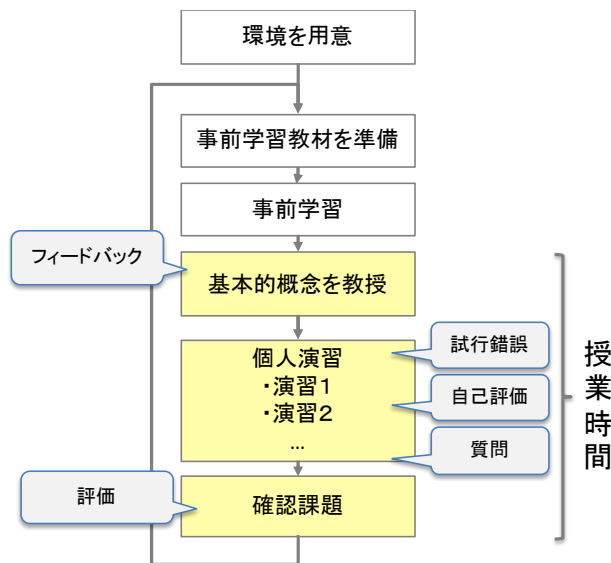 環境を用意
事前学習教材を準備
事前学習
フィードバック
基本的概念を教授
個人演習
・演習1
・演習2
...
試行錯誤
自己評価
質問
評価
確認課題
授業時間